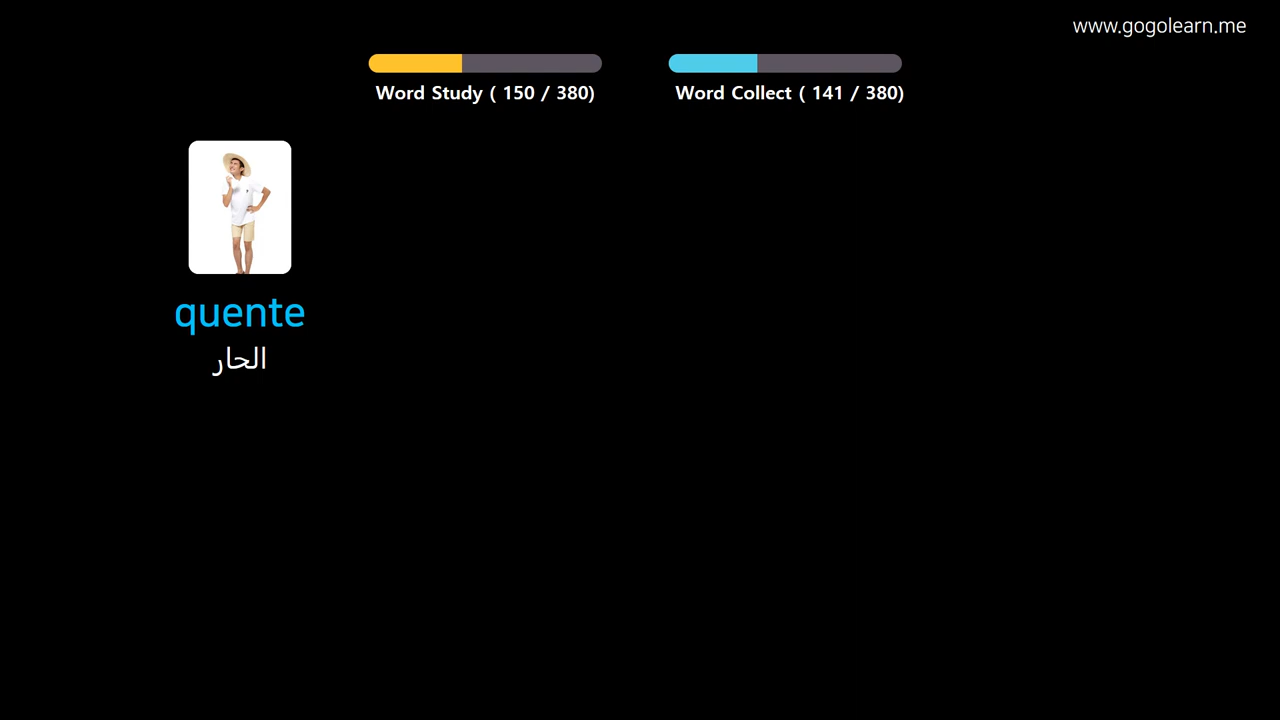 www.gogolearn.me
Word Study ( 150 / 380)
Word Collect ( 141 / 380)
quente
الحار